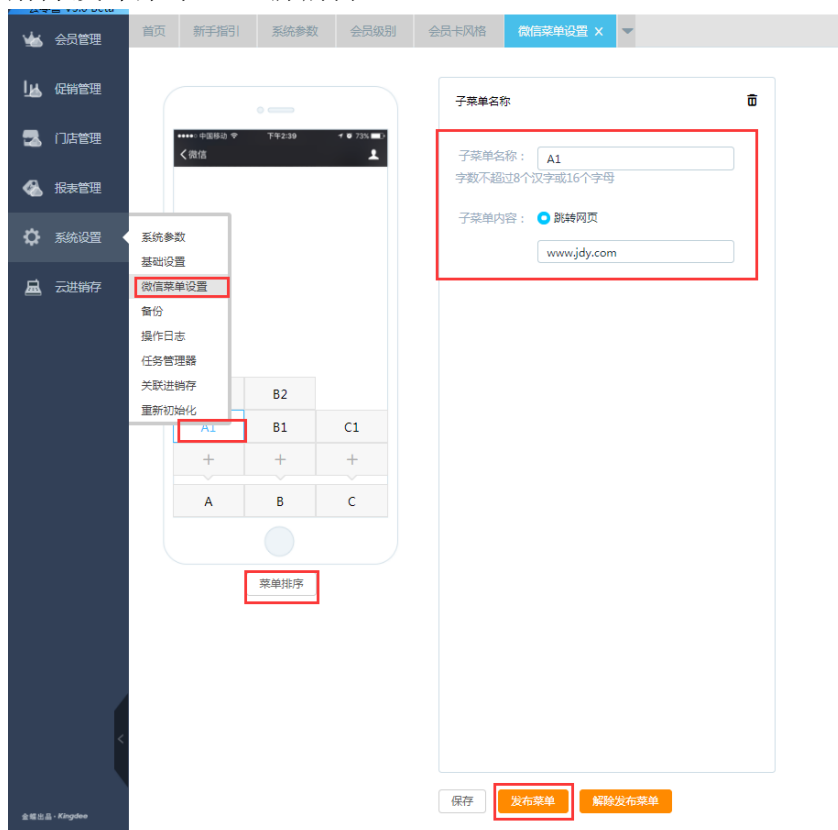 V3.0 Beta
会员管理
促销管理
门店管理
报表管理
系统设置
云进销存
首页 新手指引 系统参数 会员级别 会员卡风格 微信菜单设置 ×
系统参数
基础设置
微信菜单设置
备份
操作日志
任务管理器
关联进销存
重新初始化
中国移动 下午2:39 73%
微信
B2
A1 B1 C1
+ + +
A B C
菜单排序
子菜单名称
子菜单名称： A1
字数不超过8个汉字或16个字母
子菜单内容： 跳转网页
www.jdy.com
保存 发布菜单 解除发布菜单
金蝶出品 · Kingdee